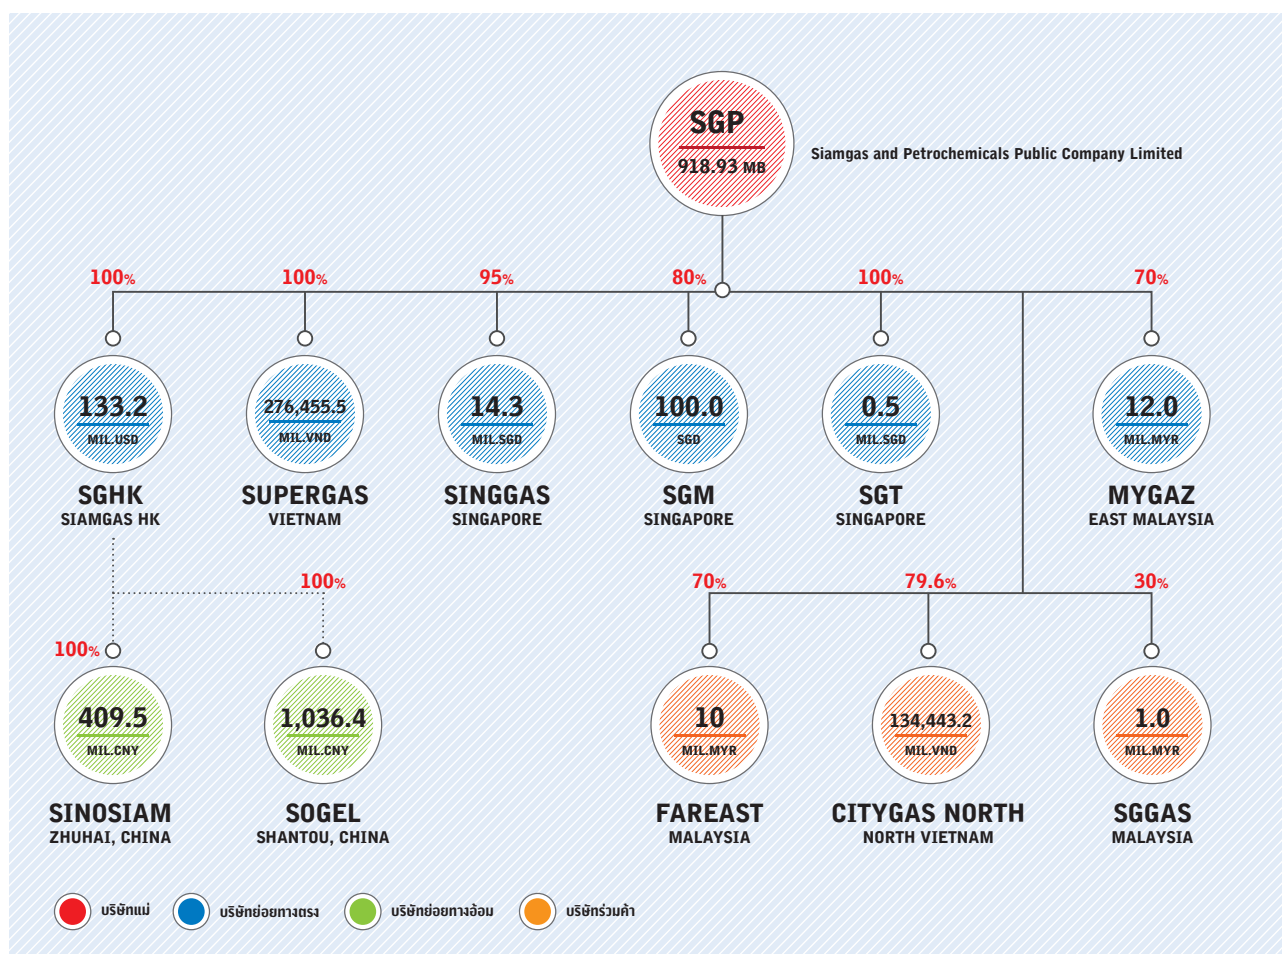 SGP
918.93 MB
Siamgas and Petrochemicals Public Company Limited
100% 100% 95% 80% 100% 70%
133.2 276,455.5 14.3 100.0 0.5 12.0
MIL.USD MIL.VND MIL.SGD SGD MIL.SGD MIL.MYR
SGHK SUPERGAS SINGGAS SGM SGT MYGAZ
SIAMGAS HK VIETNAM SINGAPORE SINGAPORE SINGAPORE EAST MALAYSIA
100% 70% 79.6% 30%
100%
409.5 1,036.4 10 134,443.2 1.0
MIL.CNY MIL.CNY MIL.MYR MIL.VND MIL.MYR
SINOSIAM SOGEL FAREAST CITYGAS NORTH SGGAS
ZHUHAI, CHINA SHANTOU, CHINA MALAYSIA NORTH VIETNAM MALAYSIA
บริษัทแม่ บริษัทย่อยทางตรง บริษัทย่อยทางอ้อม บริษัทร่วมค้า